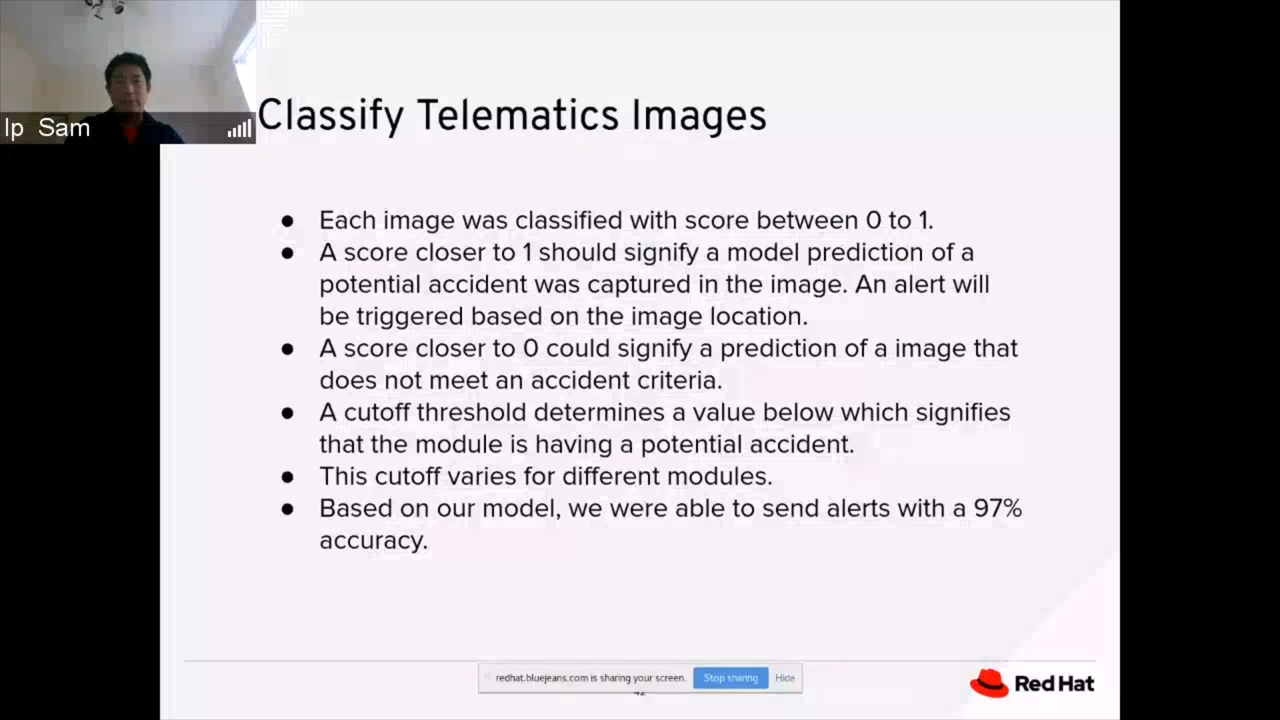 Ip Sam
Classify Telematics Images
● Each image was classified with score between 0 to 1.
● A score closer to 1 should signify a model prediction of a
potential accident was captured in the image. An alert will
be triggered based on the image location.
● A score closer to 0 could signify a prediction of a image that
does not meet an accident criteria.
● A cutoff threshold determines a value below which signifies
that the module is having a potential accident.
● This cutoff varies for different modules.
● Based on our model, we were able to send alerts with a 97%
accuracy.
redhat.bluejeans.com is sharing your screen. Stop sharing Hide
Red Hat